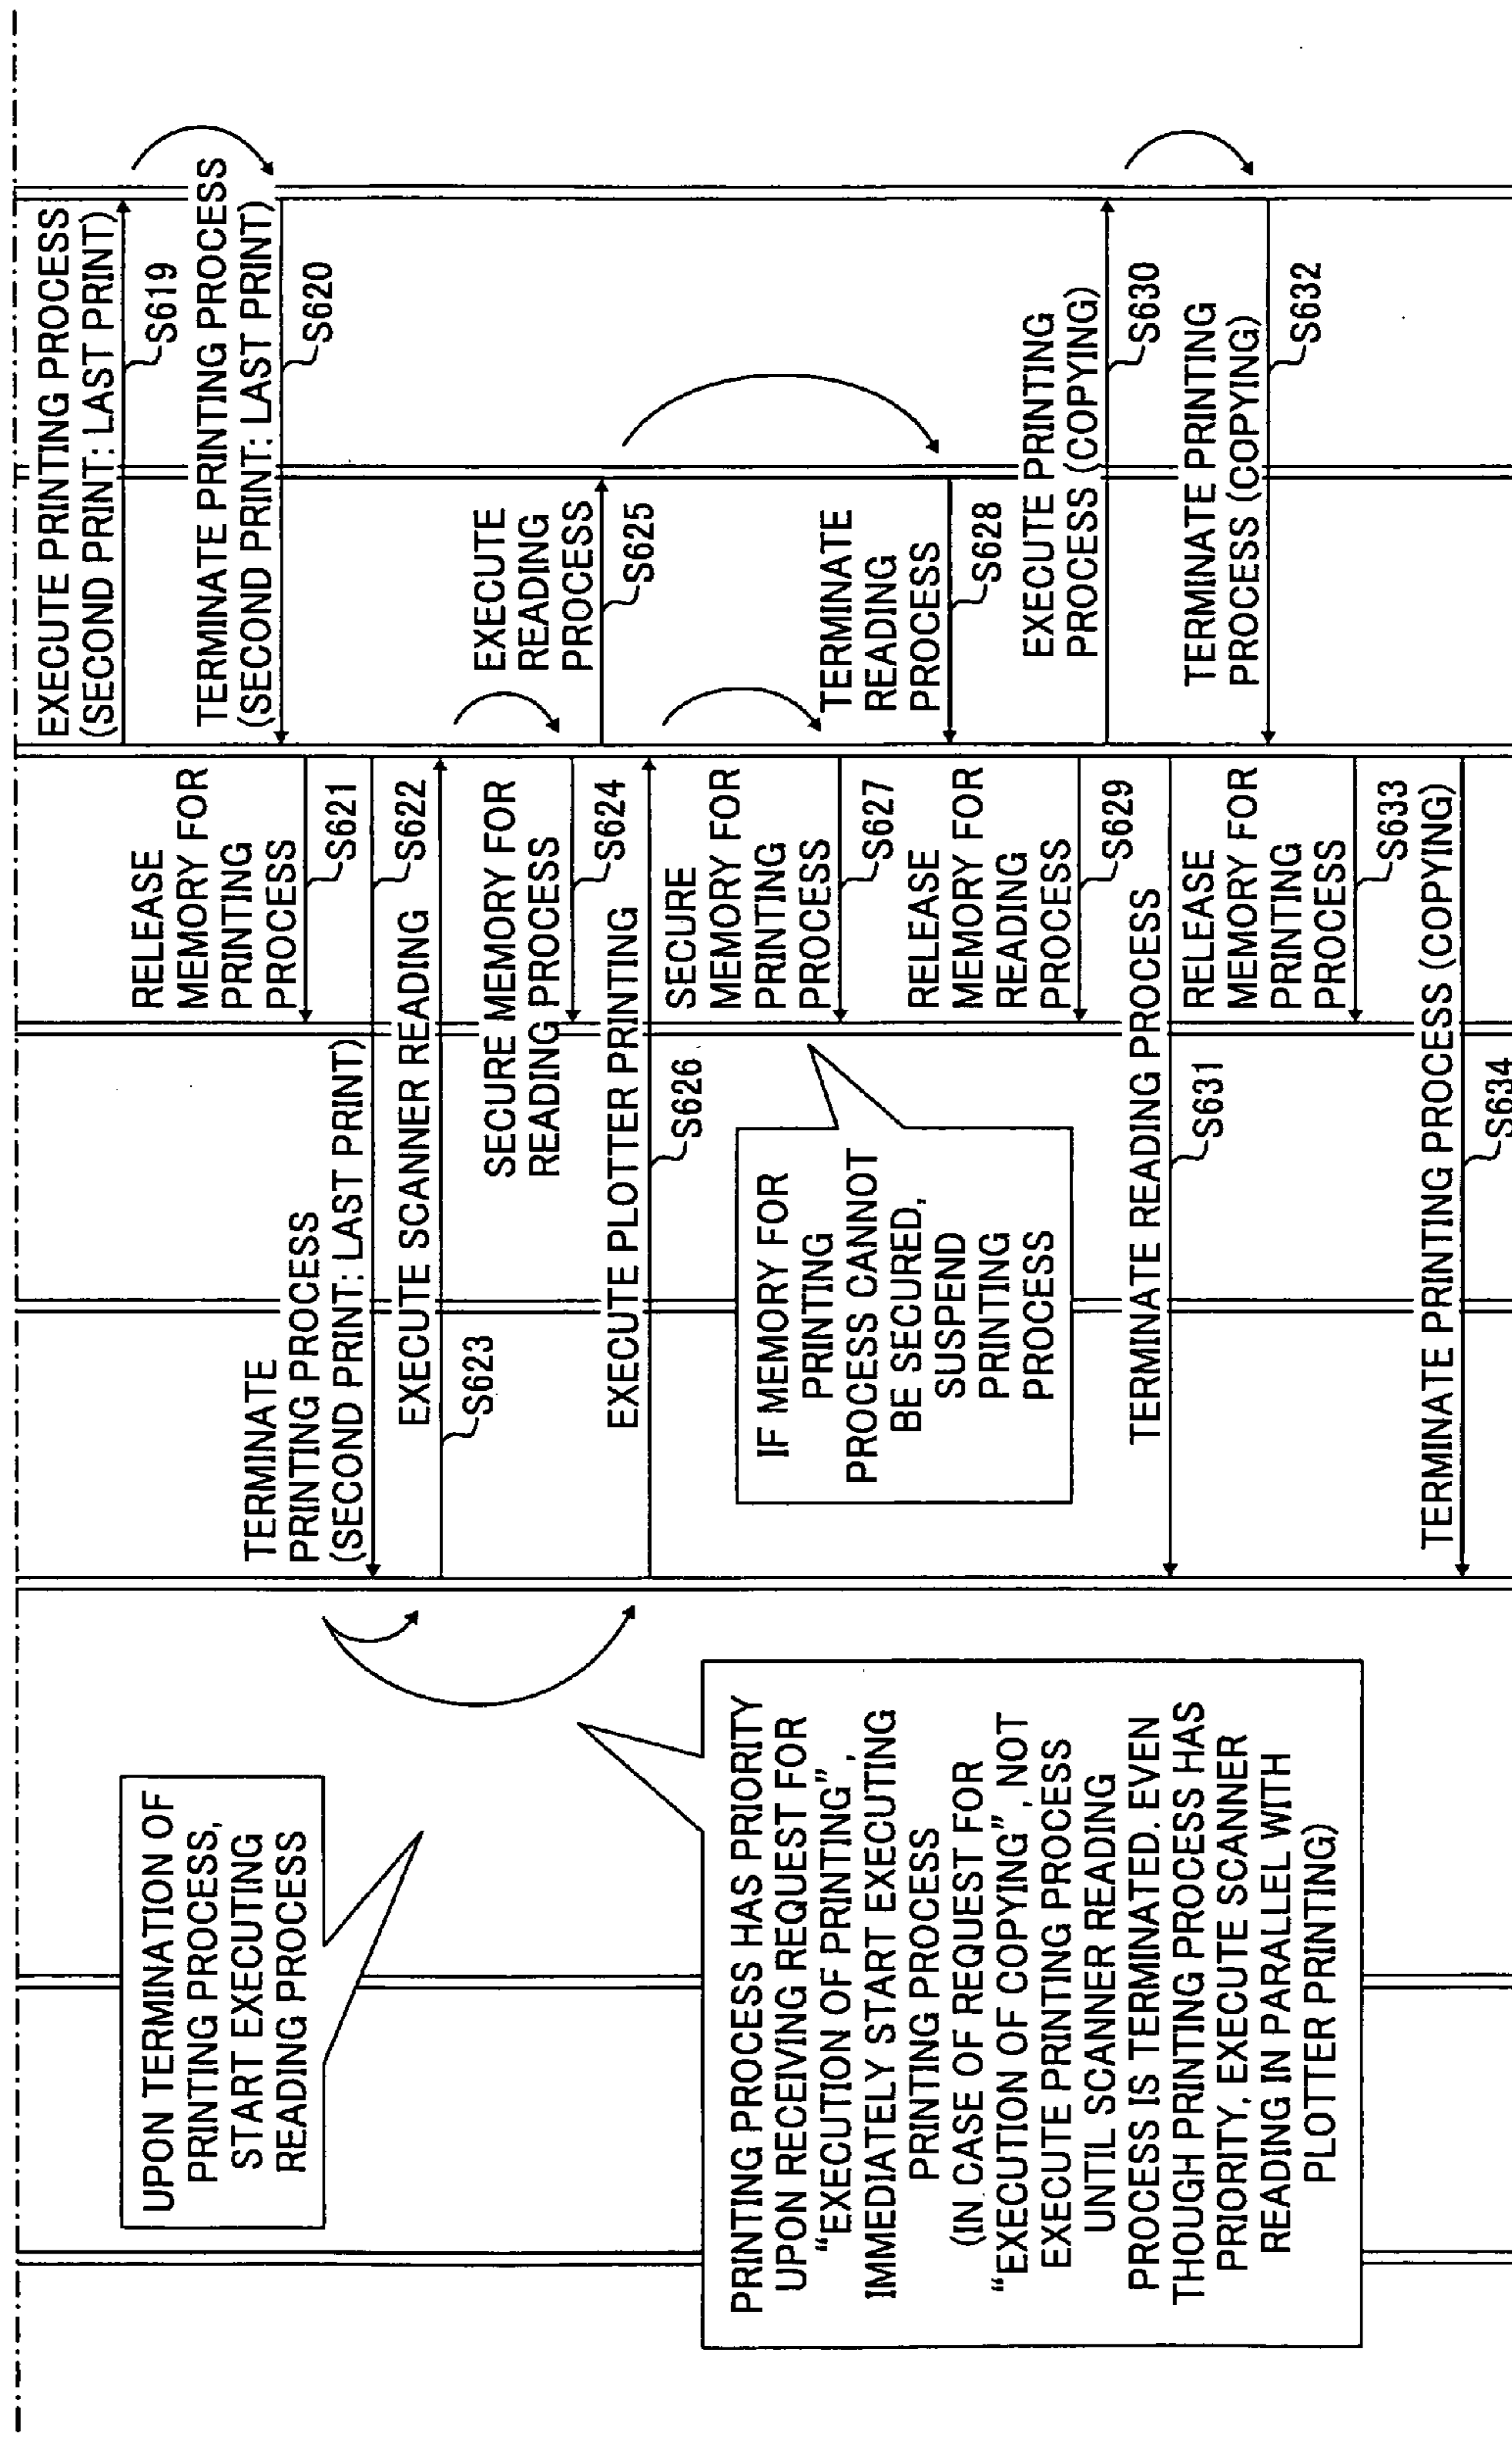 EXECUTE PRINTING PROCESS
(SECOND PRINT: LAST PRINT)
S619
TERMINATE PRINTING PROCESS
(SECOND PRINT: LAST PRINT)
S620
RELEASE
MEMORY FOR
PRINTING
PROCESS
S621
TERMINATE
PRINTING PROCESS
(SECOND PRINT: LAST PRINT)
S622
UPON TERMINATION OF
PRINTING PROCESS,
START EXECUTING
READING PROCESS
EXECUTE SCANNER READING
S623
SECURE MEMORY FOR
READING PROCESS
S624
EXECUTE
READING
PROCESS
S625
EXECUTE PLOTTER PRINTING
S626
SECURE
MEMORY FOR
PRINTING
PROCESS
S627
IF MEMORY FOR
PRINTING
PROCESS CANNOT
BE SECURED,
SUSPEND
PRINTING
PROCESS
PRINTING PROCESS HAS PRIORITY
UPON RECEIVING REQUEST FOR
“EXECUTION OF PRINTING”,
IMMEDIATELY START EXECUTING
PRINTING PROCESS
(IN CASE OF REQUEST FOR
“EXECUTION OF COPYING”, NOT
EXECUTE PRINTING PROCESS
UNTIL SCANNER READING
PROCESS IS TERMINATED. EVEN
THOUGH PRINTING PROCESS HAS
PRIORITY, EXECUTE SCANNER
READING IN PARALLEL WITH
PLOTTER PRINTING)
TERMINATE
READING
PROCESS
S628
RELEASE
MEMORY FOR
READING
PROCESS
S629
EXECUTE PRINTING
PROCESS (COPYING)
S630
TERMINATE READING PROCESS
S631
TERMINATE PRINTING
PROCESS (COPYING)
S632
RELEASE
MEMORY FOR
PRINTING
PROCESS
S633
TERMINATE PRINTING PROCESS (COPYING)
S634